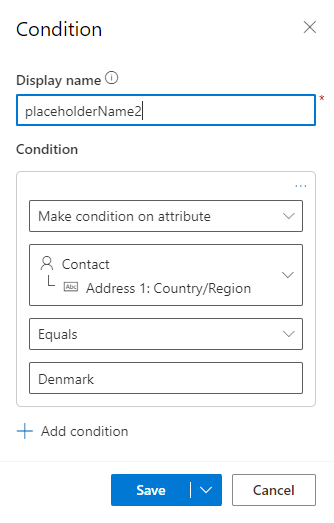 Condition
Display name
*
placeholderName2
Condition
...
Make condition on attribute
Contact
Abc Address 1: Country/Region
Equals
Denmark
+ Add condition
Save
Cancel